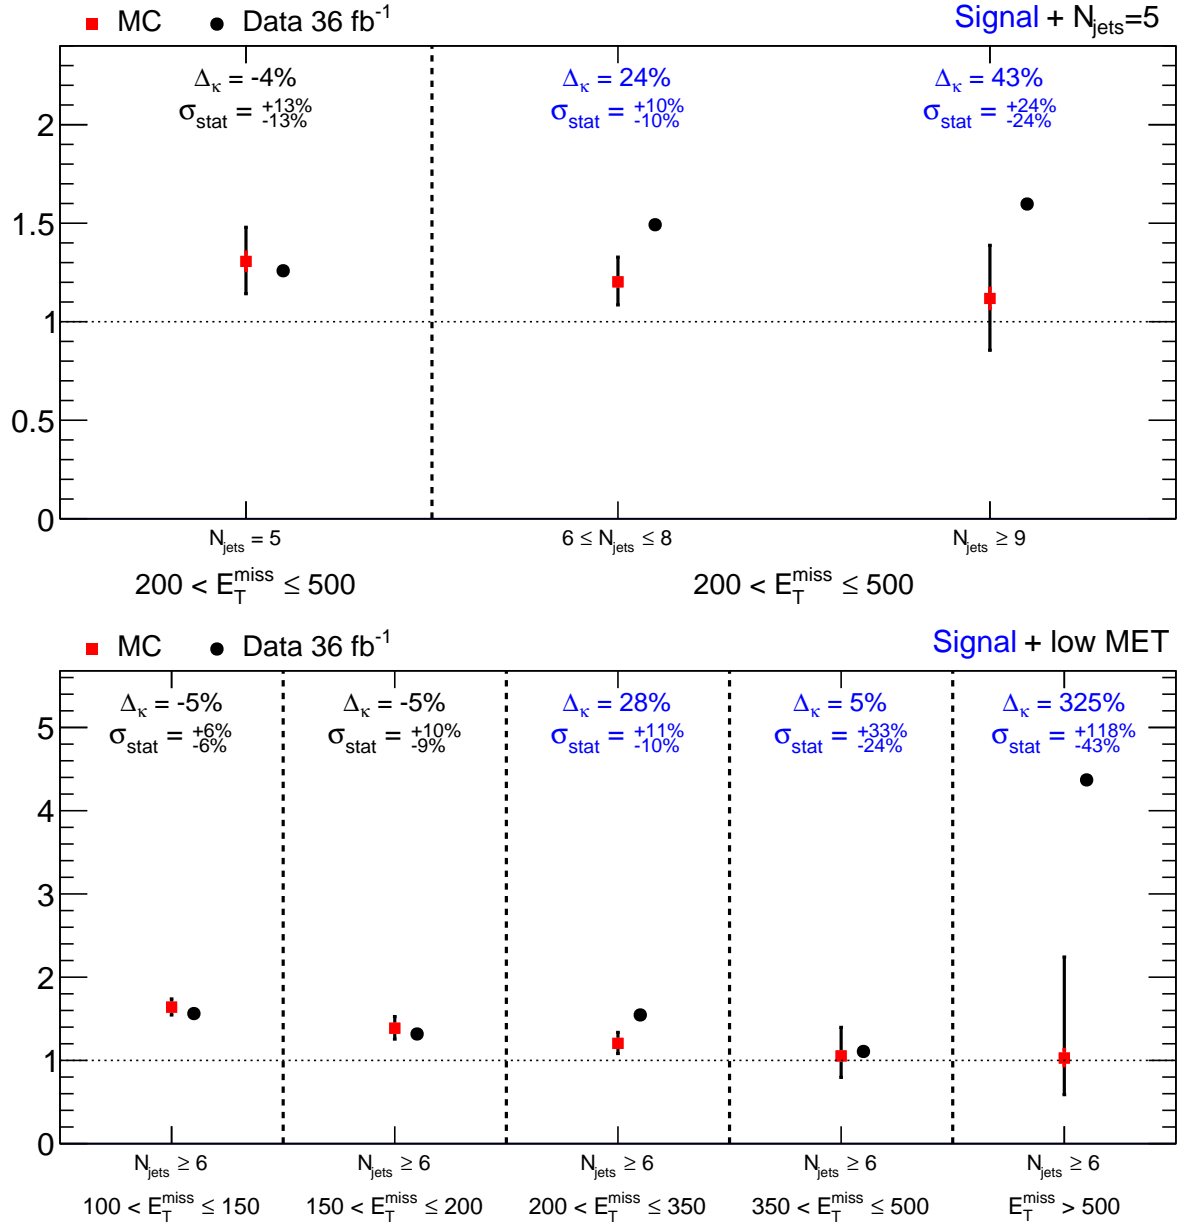 MC Data 36 fb⁻¹ Signal + N_jets=5
Δ_κ = -4% Δ_κ = 24% Δ_κ = 43%
σ_stat = +13% -13% σ_stat = +10% -10% σ_stat = +24% -24%
2
1.5
1
0.5
0
N_jets = 5 6 ≤ N_jets ≤ 8 N_jets ≥ 9
200 < E_T^miss ≤ 500 200 < E_T^miss ≤ 500
MC Data 36 fb⁻¹ Signal + low MET
Δ_κ = -5% Δ_κ = -5% Δ_κ = 28% Δ_κ = 5% Δ_κ = 325%
σ_stat = +6% -6% σ_stat = +10% -9% σ_stat = +11% -10% σ_stat = +33% -24% σ_stat = +118% -43%
5
4
3
2
1
0
N_jets ≥ 6 N_jets ≥ 6 N_jets ≥ 6 N_jets ≥ 6 N_jets ≥ 6
100 < E_T^miss ≤ 150 150 < E_T^miss ≤ 200 200 < E_T^miss ≤ 350 350 < E_T^miss ≤ 500 E_T^miss > 500